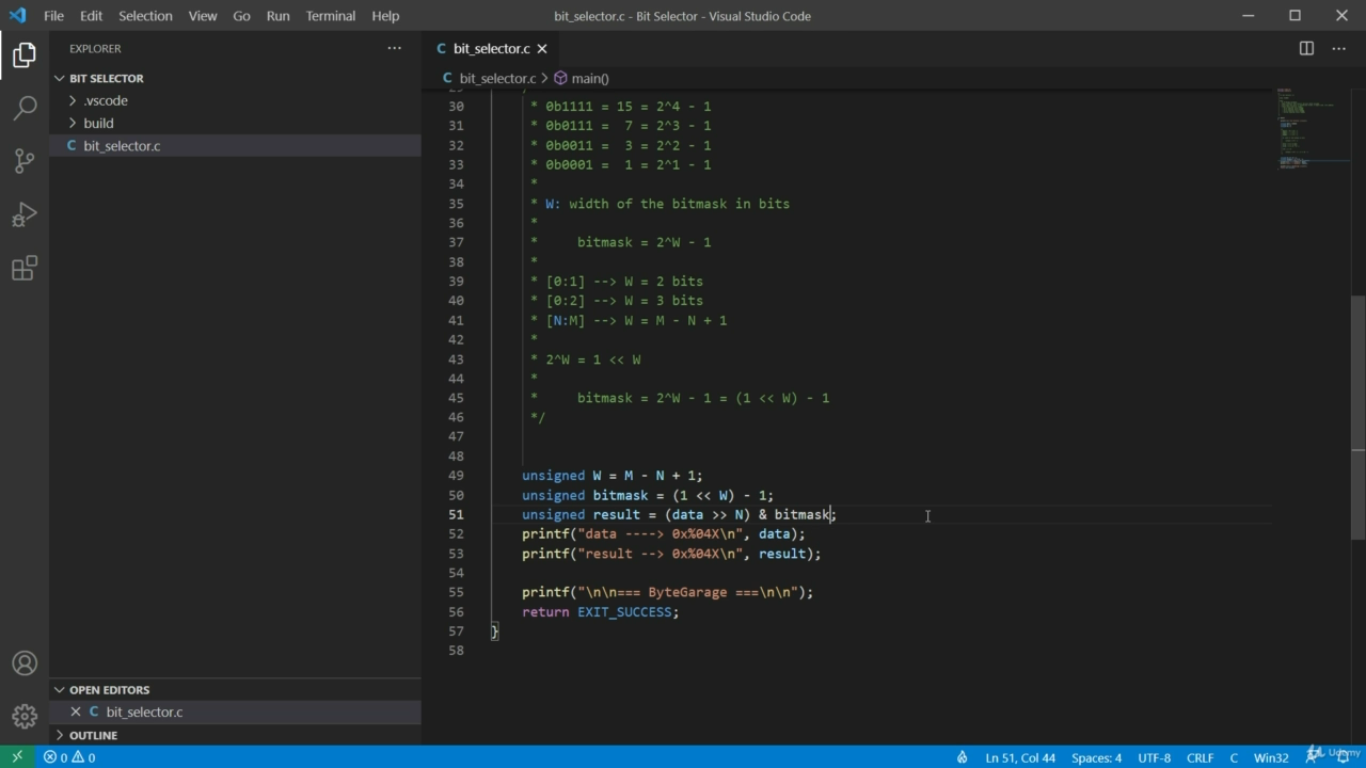 File Edit Selection View Go Run Terminal Help
bit_selector.c - Bit Selector - Visual Studio Code
EXPLORER
BIT SELECTOR
.vscode
build
C bit_selector.c
OPEN EDITORS
C bit_selector.c
OUTLINE
C bit_selector.c
C bit_selector.c > main()
30 * 0b1111 = 15 = 2^4 - 1
31 * 0b0111 =  7 = 2^3 - 1
32 * 0b0011 =  3 = 2^2 - 1
33 * 0b0001 =  1 = 2^1 - 1
34 *
35 * W: width of the bitmask in bits
36 *
37 *     bitmask = 2^W - 1
38 *
39 * [0:1] --> W = 2 bits
40 * [0:2] --> W = 3 bits
41 * [N:M] --> W = M - N + 1
42 *
43 * 2^W = 1 << W
44 *
45 *     bitmask = 2^W - 1 = (1 << W) - 1
46 */
47
48
49 unsigned W = M - N + 1;
50 unsigned bitmask = (1 << W) - 1;
51 unsigned result = (data >> N) & bitmask;
52 printf("data ----> 0x%04X\n", data);
53 printf("result --> 0x%04X\n", result);
54
55 printf("\n\n=== ByteGarage ===\n\n");
56 return EXIT_SUCCESS;
57 }
58
0 0 Ln 51, Col 44 Spaces: 4 UTF-8 CRLF C Win32
Udemy